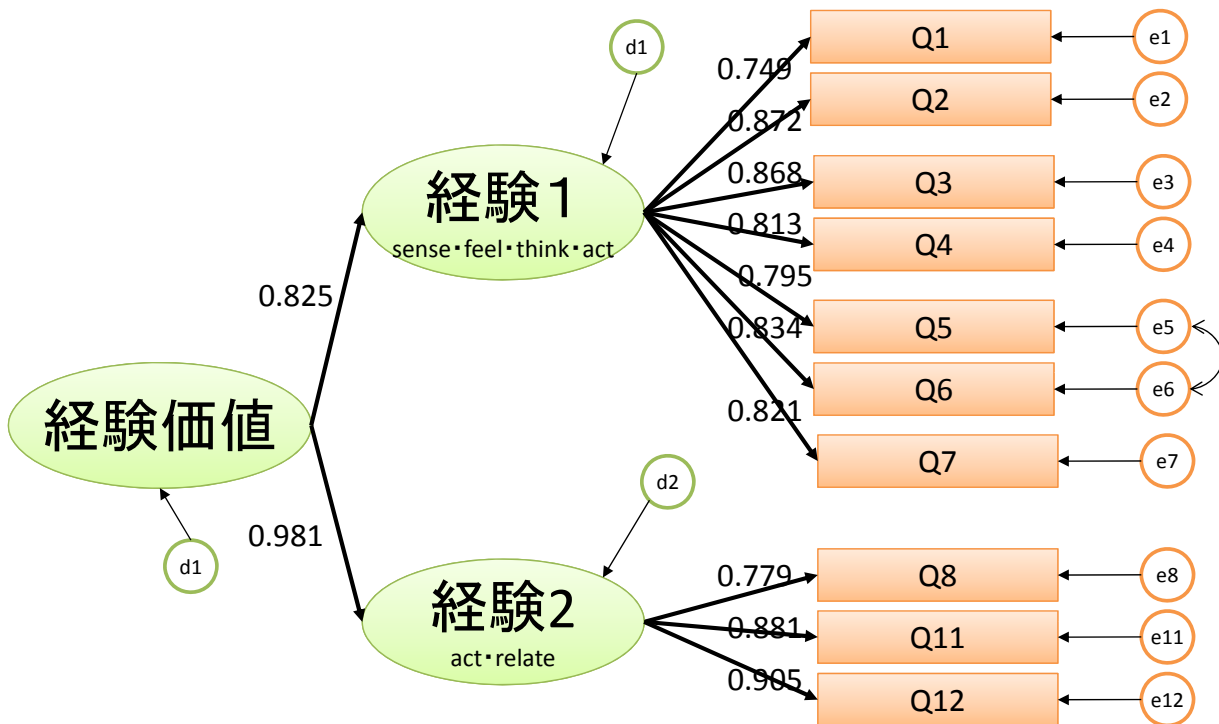 d1
0.749
Q1
e1
0.872
Q2
e2
経験1
sense・feel・think・act
0.868
Q3
e3
0.813
Q4
e4
0.795
Q5
e5
0.834
Q6
e6
0.821
Q7
e7
0.825
経験価値
0.981
d1
d2
経験2
act・relate
0.779
Q8
e8
0.881
Q11
e11
0.905
Q12
e12